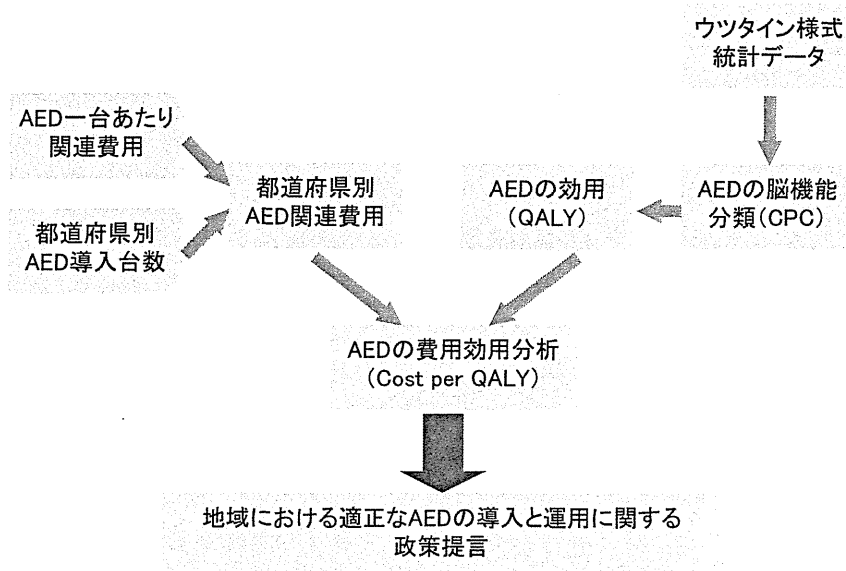 ウツタイン様式
統計データ
AED一台あたり
関連費用
都道府県別
AED関連費用
AEDの効用
(QALY)
AEDの脳機能
分類(CPC)
都道府県別
AED導入台数
AEDの費用効用分析
(Cost per QALY)
地域における適正なAEDの導入と運用に関する
政策提言